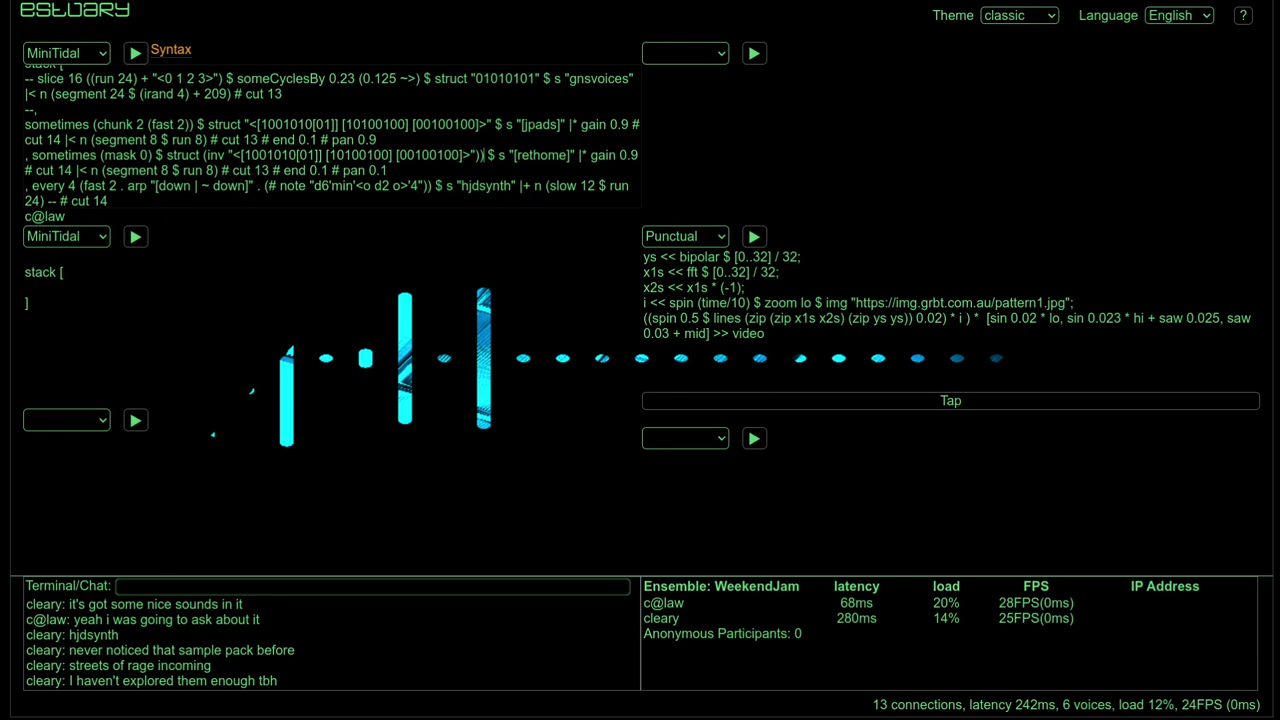 estuary
Theme classic Language English ?
MiniTidal Syntax
stack [
-- slice 16 ((run 24) + "<0 1 2 3>") $ someCyclesBy 0.23 (0.125 ~>) $ struct "01010101" $ s "gnsvoices"
|< n (segment 24 $ (irand 4) + 209) # cut 13
--,
sometimes (chunk 2 (fast 2)) $ struct "<[1001010[01]] [10100100] [00100100]>" $ s "[jpads]" |* gain 0.9 #
cut 14 |< n (segment 8 $ run 8) # cut 13 # end 0.1 # pan 0.9
, sometimes (mask 0) $ struct (inv "<[1001010[01]] [10100100] [00100100]>")) $ s "[rethome]" |* gain 0.9
# cut 14 |< n (segment 8 $ run 8) # cut 13 # end 0.1 # pan 0.1
, every 4 (fast 2 . arp "[down | ~ down]" . (# note "d6'min'<o d2 o>'4")) $ s "hjdsynth" |+ n (slow 12 $ run
24) -- # cut 14
c@law
MiniTidal
stack [
]
Punctual
ys << bipolar $ [0..32] / 32;
x1s << fft $ [0..32] / 32;
x2s << x1s * (-1);
i << spin (time/10) $ zoom lo $ img "https://img.grbt.com.au/pattern1.jpg";
((spin 0.5 $ lines (zip (zip x1s x2s) (zip ys ys)) 0.02) * i ) * [sin 0.02 * lo, sin 0.023 * hi + saw 0.025, saw
0.03 + mid] >> video
Tap
Terminal/Chat:
cleary: it's got some nice sounds in it
c@law: yeah i was going to ask about it
cleary: hjdsynth
cleary: never noticed that sample pack before
cleary: streets of rage incoming
cleary: I haven't explored them enough tbh
Ensemble: WeekendJam latency load FPS IP Address
c@law 68ms 20% 28FPS(0ms)
cleary 280ms 14% 25FPS(0ms)
Anonymous Participants: 0
13 connections, latency 242ms, 6 voices, load 12%, 24FPS (0ms)